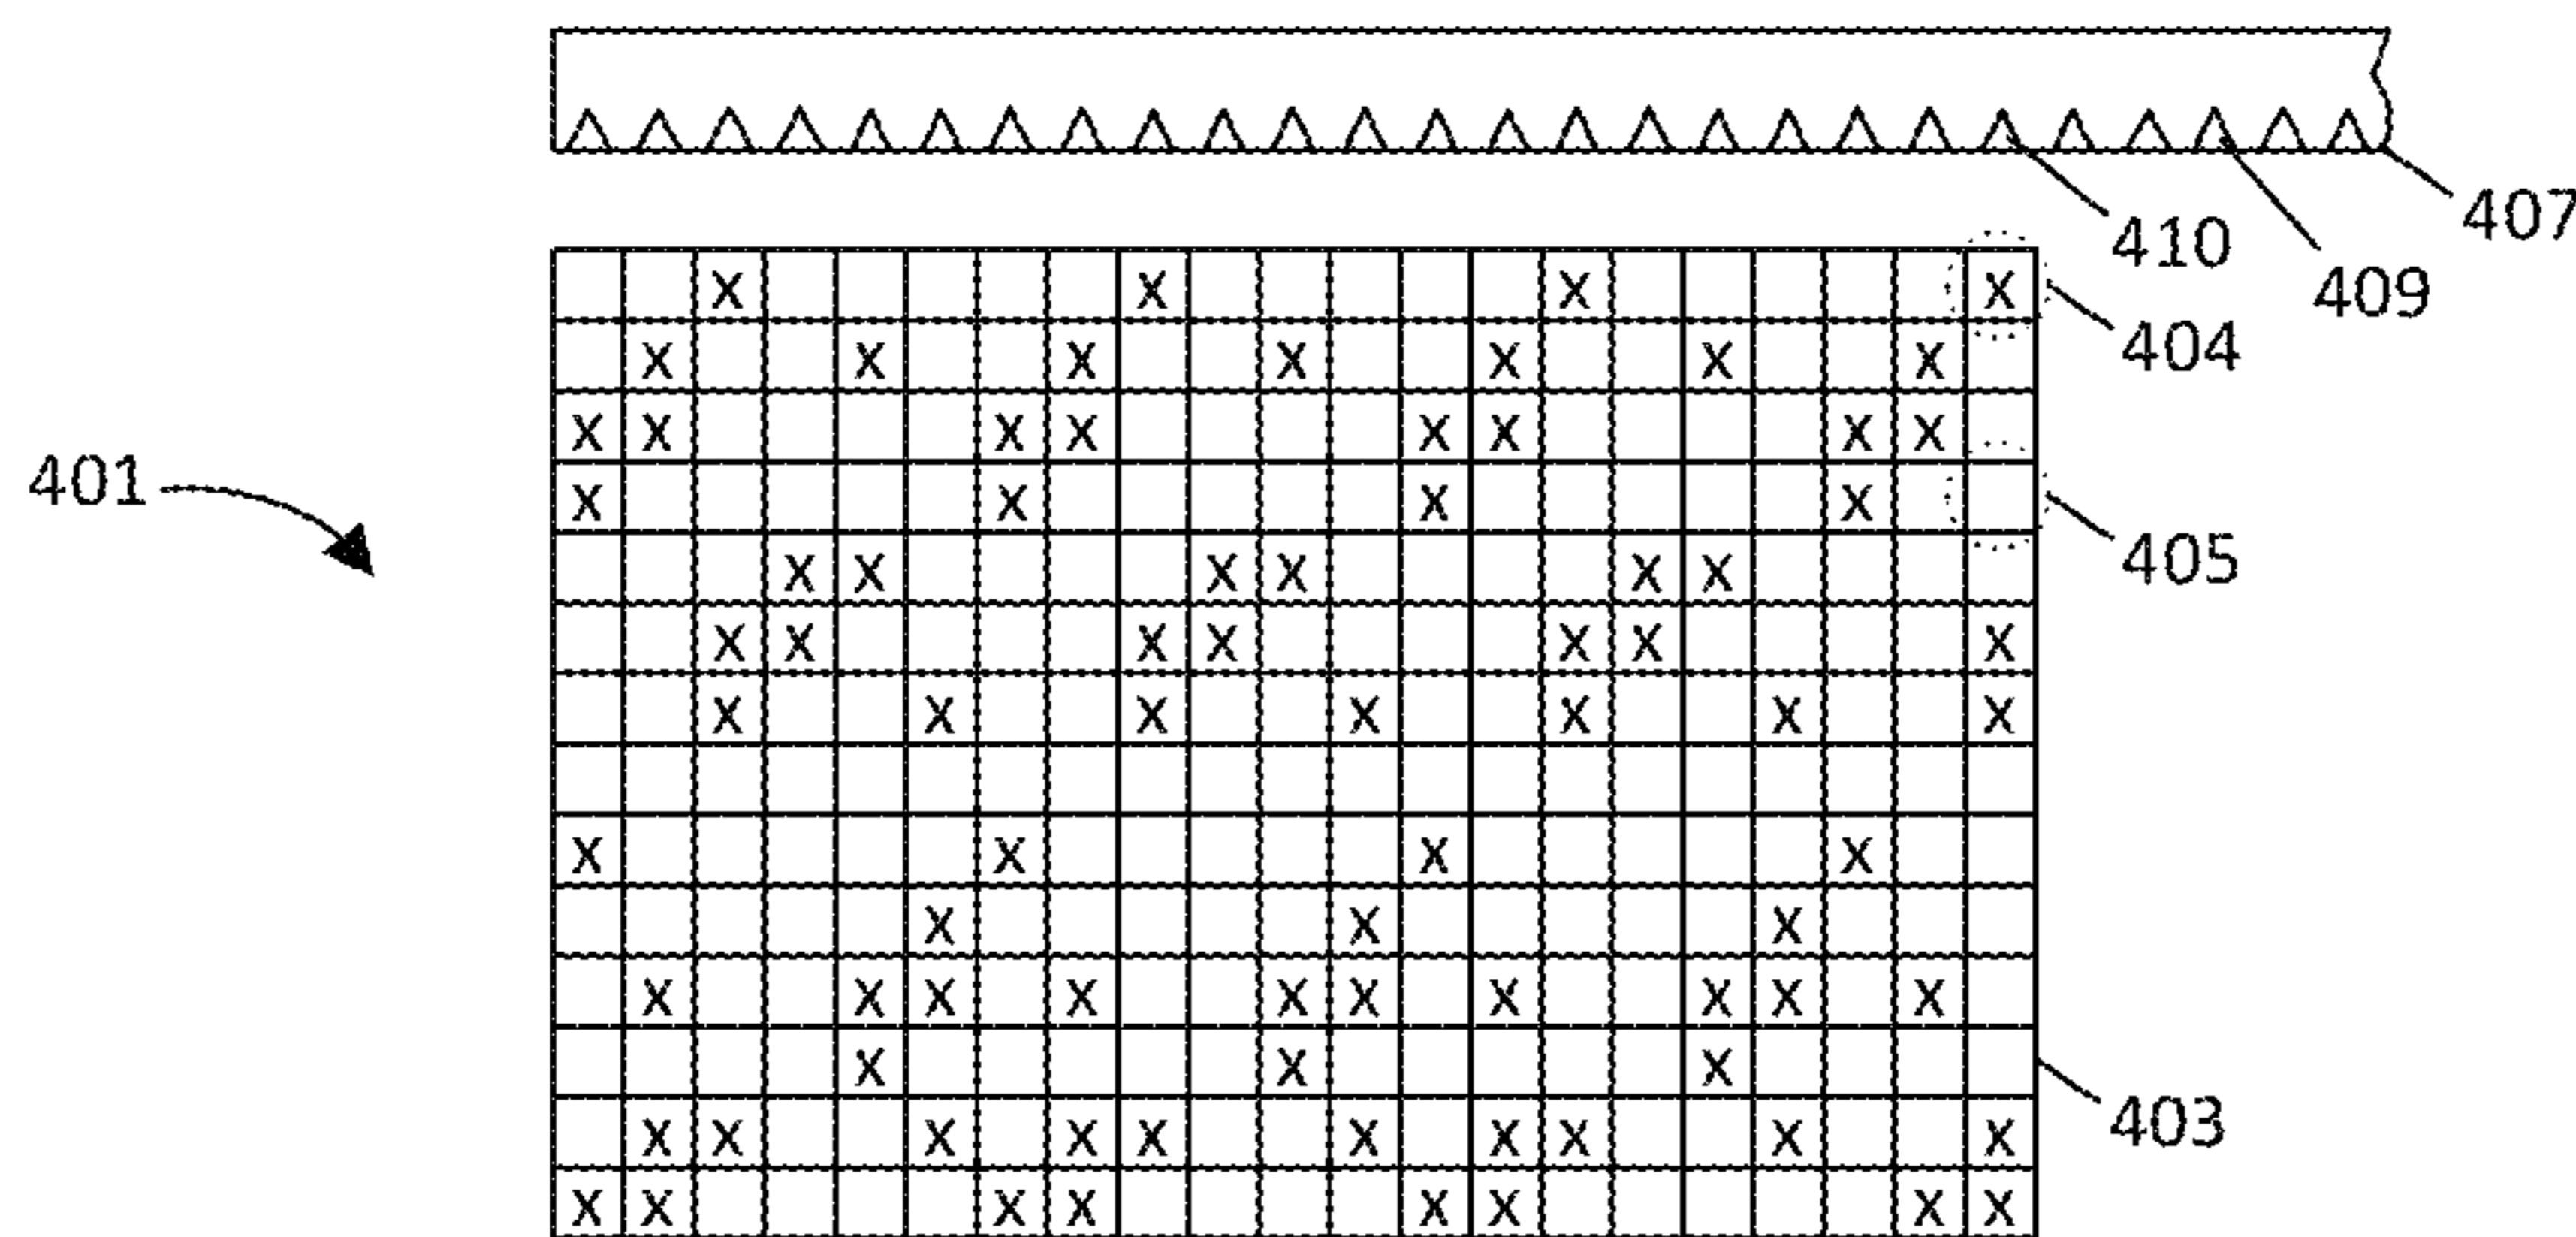 407
410
409
X X X X
404
X X X X X X X
X X X X X X X X
401
X X X X
405
X X X X X X
X X X X X X X
X X X X X X X
X X X X
X X X
X X X X X X X X X X
X X X
403
X X X X X X X X X X
X X X X X X X X